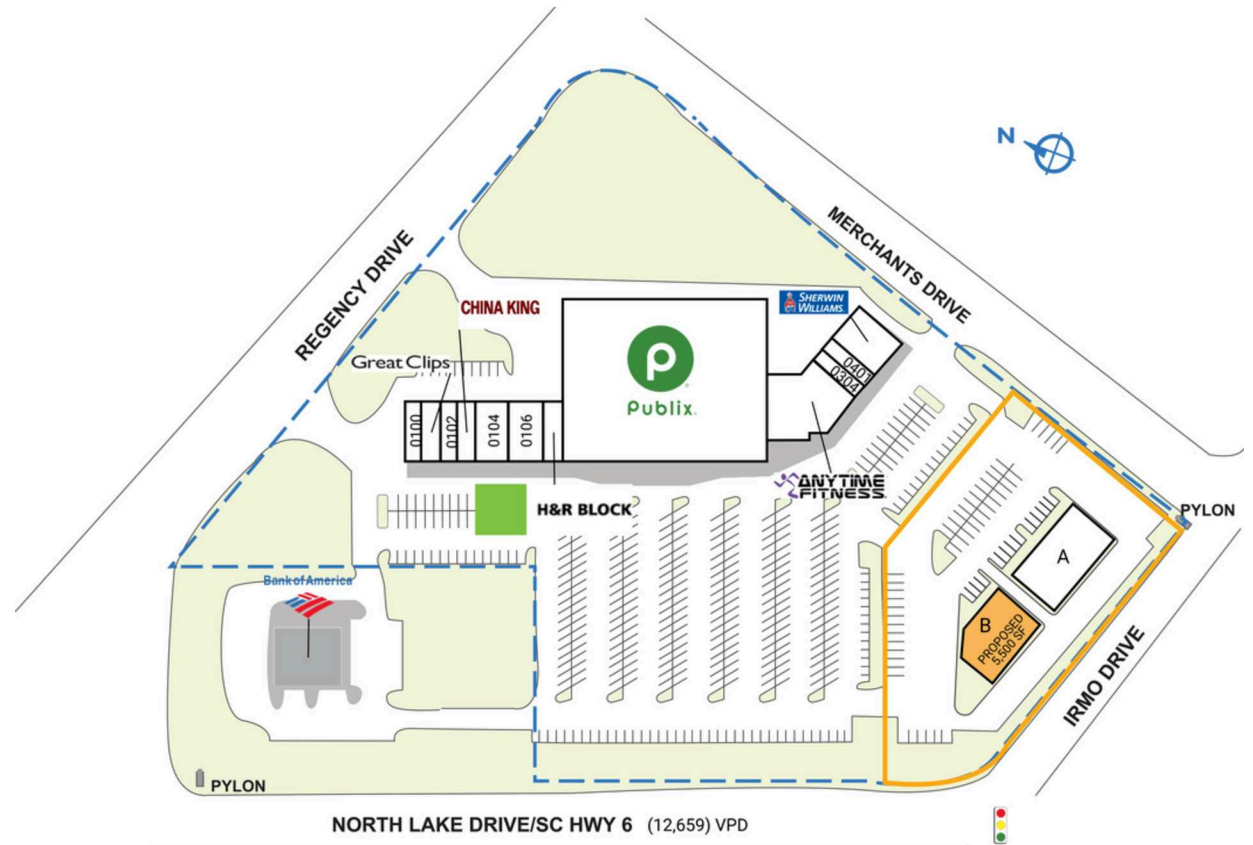 N
REGENCY DRIVE
MERCHANTS DRIVE
CHINA KING
SHERWIN
WILLIAMS.
Great Clips
P
Publix.
0100
0102
0104
0106
0401
0304
H&R BLOCK
ANYTIME
FITNESS
PYLON
A
B
PROPOSED
5,500 SF
Bank of America
IRMO DRIVE
PYLON
NORTH LAKE DRIVE/SC HWY 6 (12,659) VPD